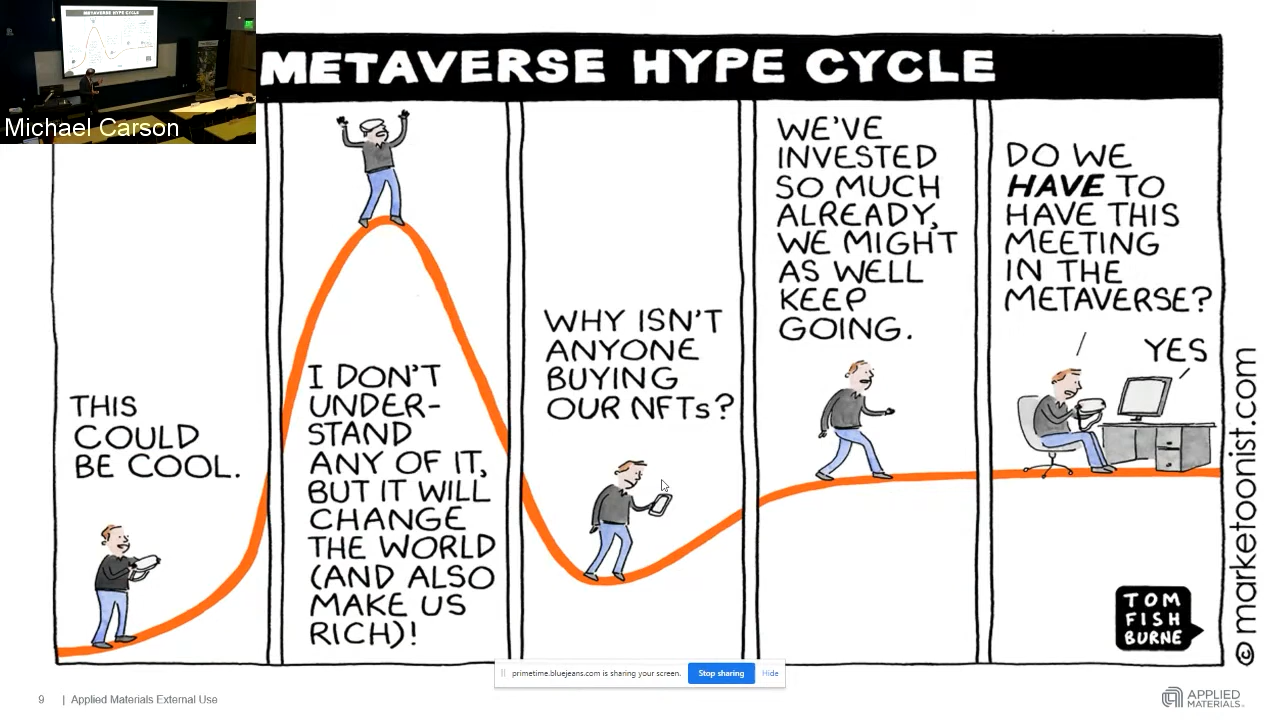 METAVERSE HYPE CYCLE
Michael Carson
METAVERSE HYPE CYCLE
THIS
COULD
BE COOL.
I DON'T
UNDER-
STAND
ANY OF IT,
BUT IT WILL
CHANGE
THE WORLD
(AND ALSO
MAKE US
RICH)!
WHY ISN'T
ANYONE
BUYING
OUR NFTs?
WE'VE
INVESTED
SO MUCH
ALREADY,
WE MIGHT
AS WELL
KEEP
GOING.
DO WE
HAVE TO
HAVE THIS
MEETING
IN THE
METAVERSE?
YES
TOM
FISH
BURNE
© marketoonist.com
primetime.bluejeans.com is sharing your screen.
Stop sharing
Hide
9 | Applied Materials External Use
APPLIED
MATERIALS